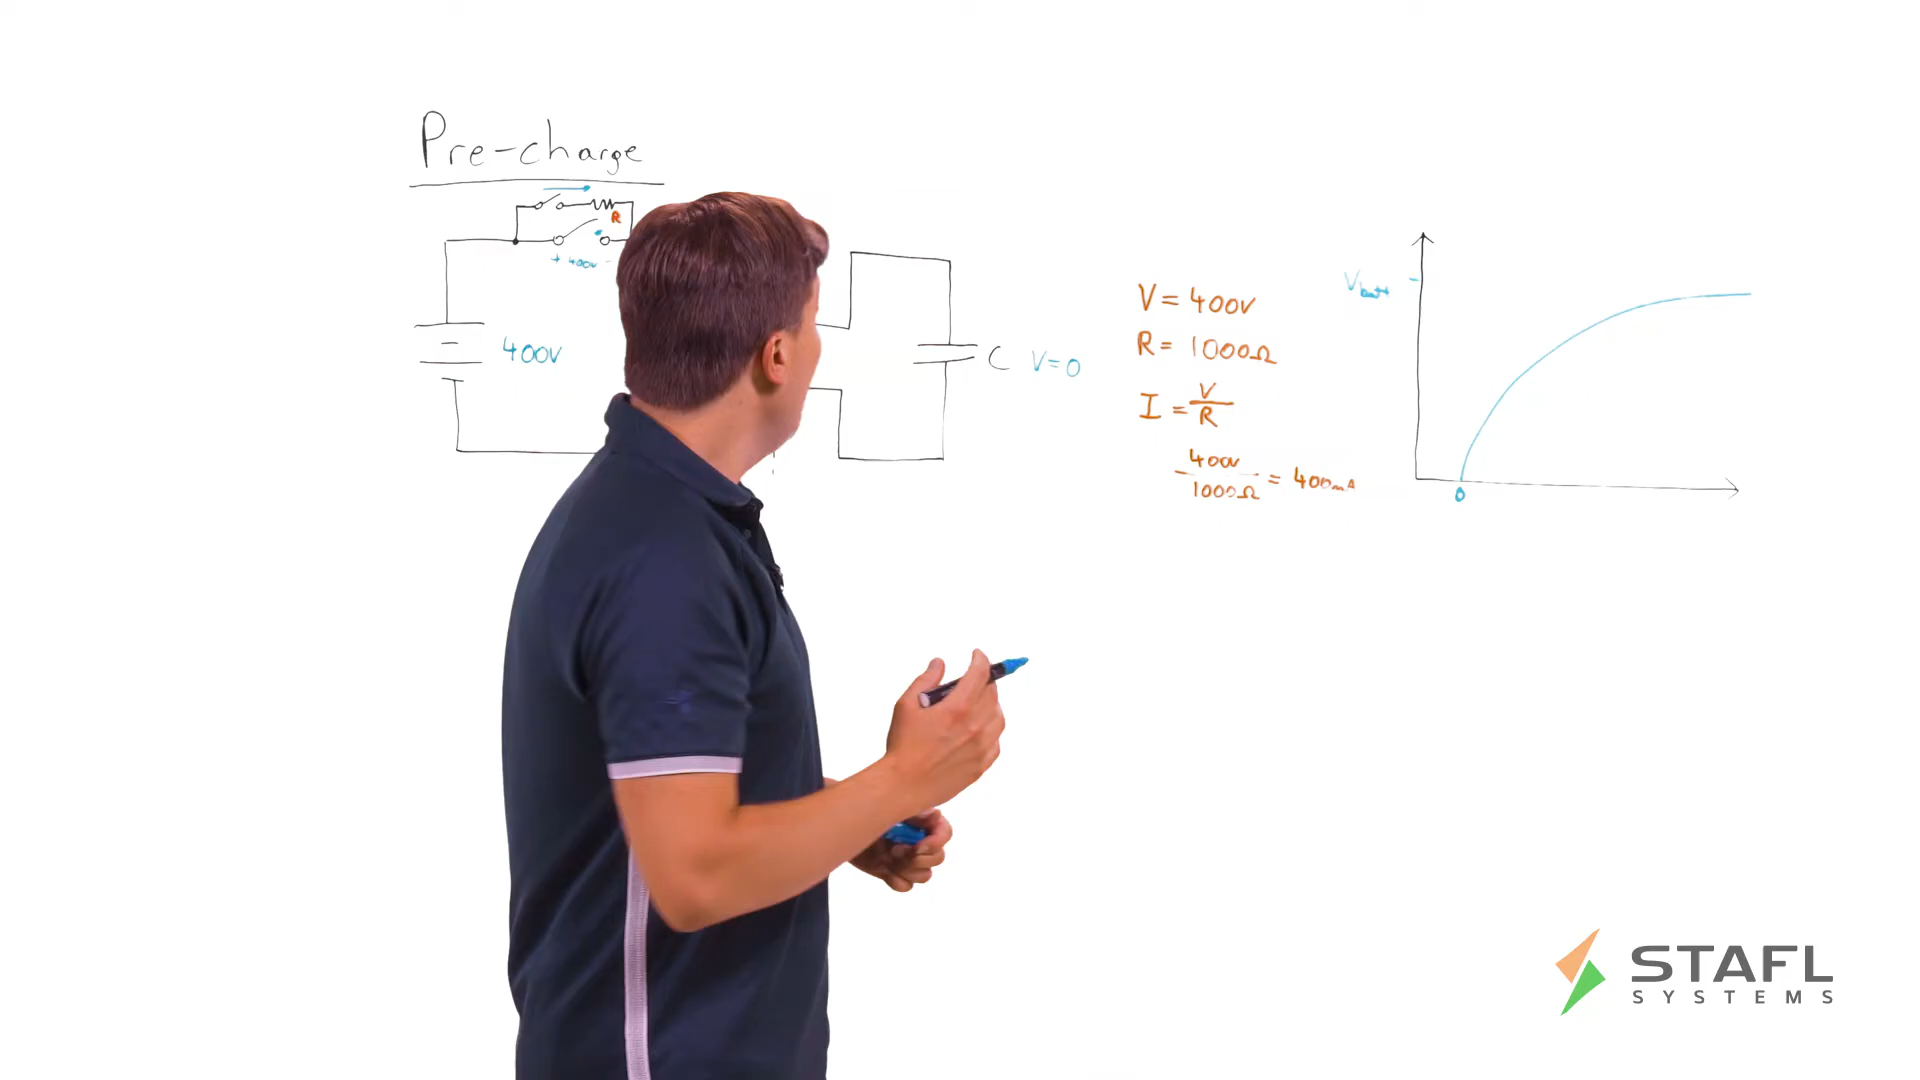 Pre-charge
R
+ 400v -
400V
C V=0
V = 400v
R = 1000Ω
I = V/R
400v/1000Ω = 400mA
Vbatt
0
STAFL
SYSTEMS